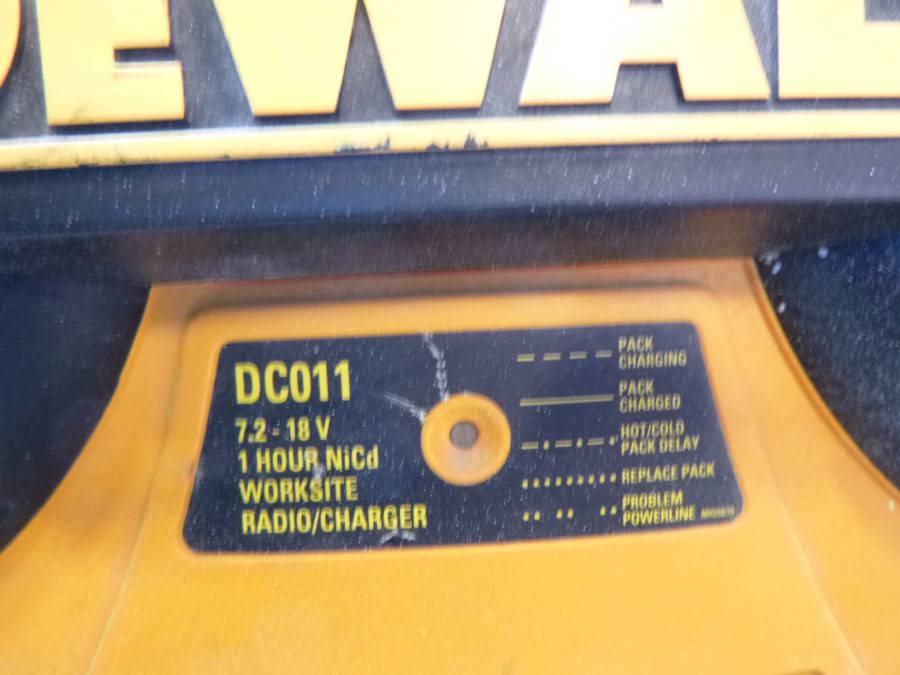 DEWAL
DC011
7.2 - 18 V
1 HOUR NiCd
WORKSITE
RADIO/CHARGER
PACK
CHARGING
PACK
CHARGED
HOT/COLD
PACK DELAY
REPLACE PACK
PROBLEM
POWERLINE